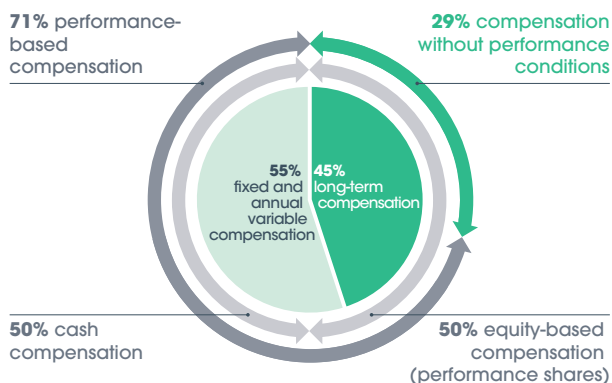 71% performance-
based
compensation
29% compensation
without performance
conditions
55%
fixed and
annual
variable
compensation
45%
long-term
compensation
50% cash
compensation
50% equity-based
compensation
(performance shares)